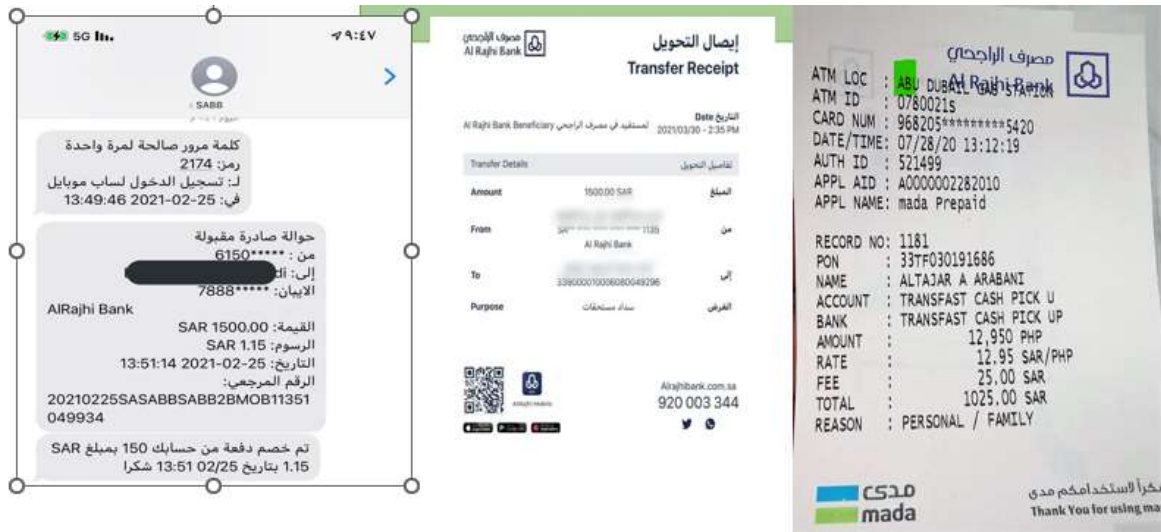 5G
٩:٤٧
SABB
كلمة مرور صالحة لمرة واحدة
رمز: 2174
لـ: تسجيل الدخول لساب موبايل
في: 25-02-2021 13:49:46
حوالة صادرة مقبولة
من : *****6150
إلى: di
الايبان: *****7888
AlRajhi Bank
القيمة: SAR 1500.00
الرسوم: SAR 1.15
التاريخ: 25-02-2021 13:51:14
الرقم المرجعي:
20210225SASABBSABB2BMOB11351
049934
تم خصم دفعة من حسابك 150 بمبلغ SAR
1.15 بتاريخ 02/25 13:51 شكرا
مصرف الراجحي
Al Rajhi Bank
إيصال التحويل
Transfer Receipt
التاريخ Date
2021/03/30 - 2:35 PM
لمستفيد في مصرف الراجحي Al Rajhi Bank Beneficiary
Transfer Details تفاصيل التحويل
Amount 1500.00 SAR المبلغ
From 1135 من
Al Rajhi Bank
To إلى
33800001000608​0049296
Purpose سداد مستحقات الغرض
Alrajhibank.com.sa
920 003 344
مصرف الراجحي
Al Rajhi Bank
ATM LOC : ABU DUBAIL GAS STATION
ATM ID : 0780021S
CARD NUM : 968205*********5420
DATE/TIME: 07/28/20 13:12:19
AUTH ID : 521499
APPL AID : A0000002282010
APPL NAME: mada Prepaid
RECORD NO: 1181
PON : 33TF030191686
NAME : ALTAJAR A ARABANI
ACCOUNT : TRANSFAST CASH PICK U
BANK : TRANSFAST CASH PICK UP
AMOUNT : 12,950 PHP
RATE : 12.95 SAR/PHP
FEE : 25.00 SAR
TOTAL : 1025.00 SAR
REASON : PERSONAL / FAMILY
مدى
mada
شكراً لاستخدامكم مدى
Thank You for using ma